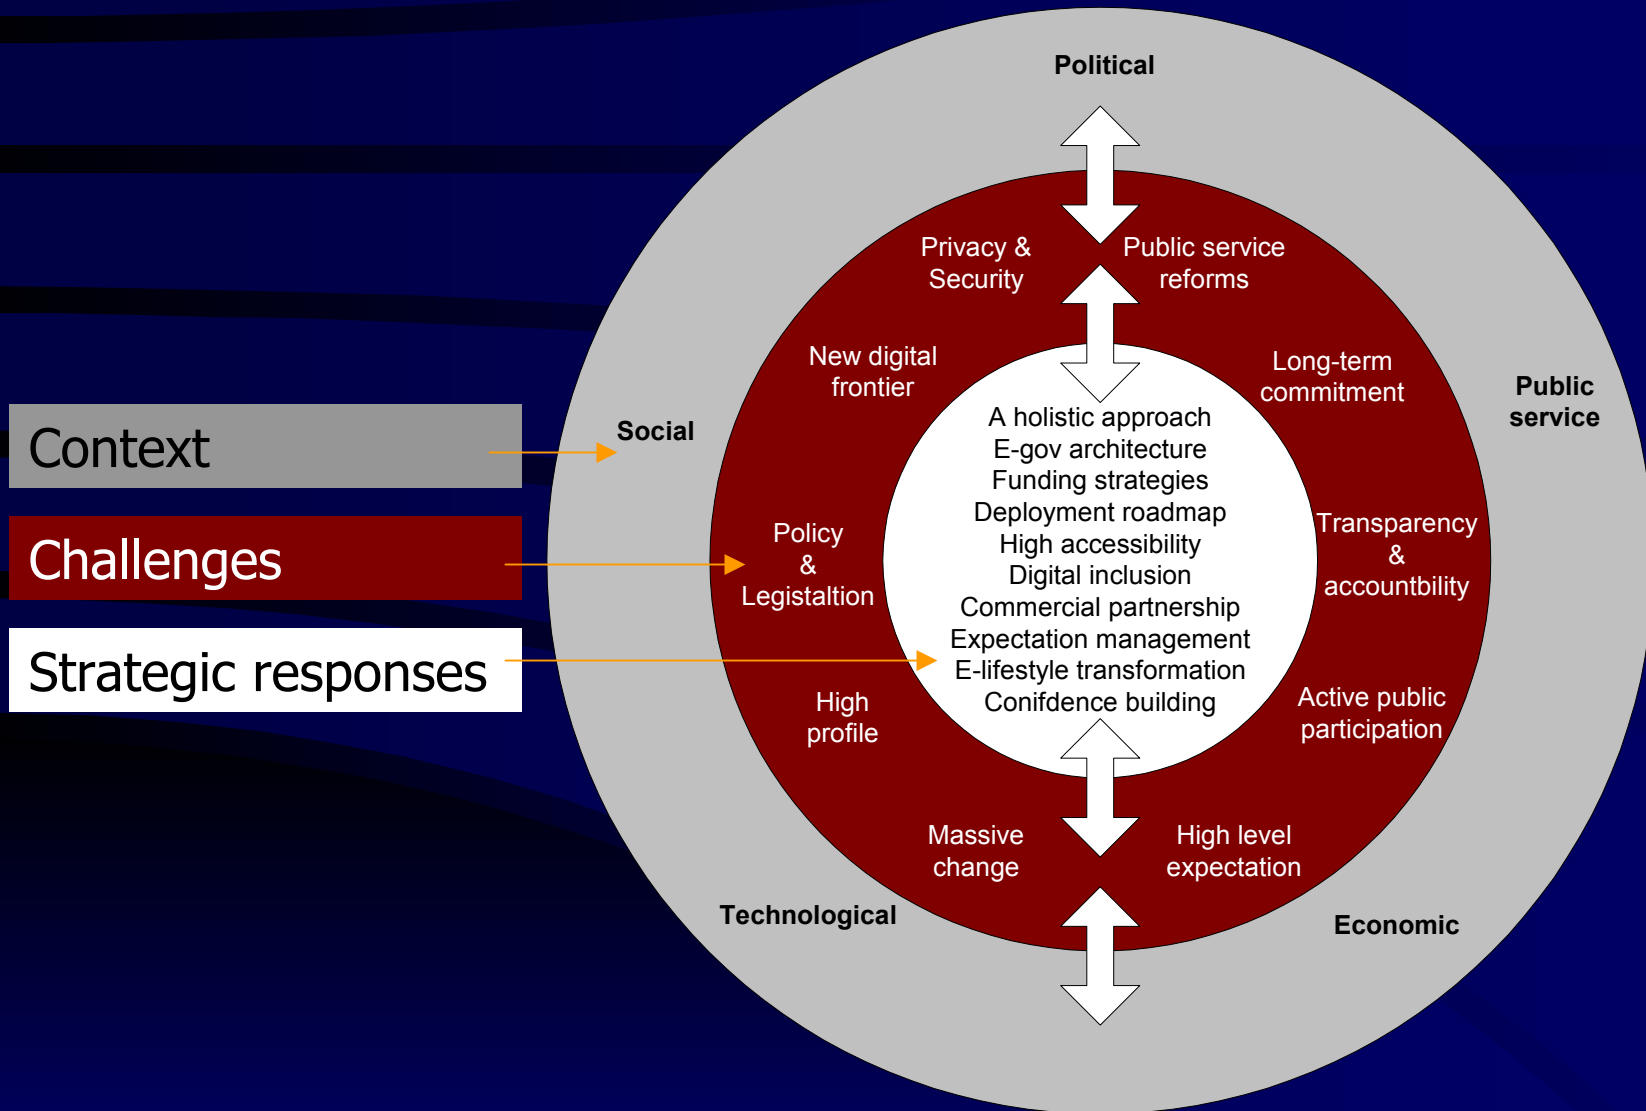 Political
Privacy &
Security
Public service
reforms
New digital
frontier
Long-term
commitment
Public
service
Context
Social
A holistic approach
E-gov architecture
Funding strategies
Deployment roadmap
High accessibility
Digital inclusion
Commercial partnership
Expectation management
E-lifestyle transformation
Conifdence building
Challenges
Policy
&
Legistaltion
Transparency
&
accountbility
Strategic responses
High
profile
Active public
participation
Massive
change
High level
expectation
Technological
Economic